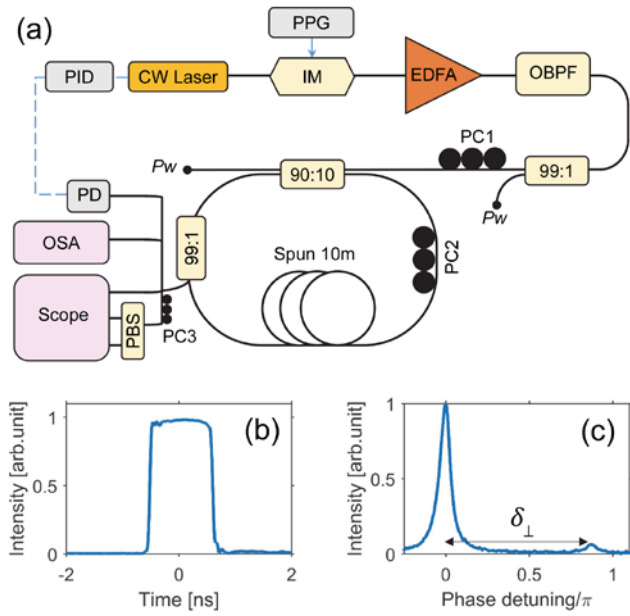 (a)
PPG
PID
CW Laser
IM
EDFA
OBPF
PC1
Pw
90:10
99:1
Pw
PD
99:1
OSA
Spun 10m
PC2
Scope
PBS
PC3
(b)
Intensity [arb.unit]
1
0.5
0
-2
0
2
Time [ns]
(c)
Intensity [arb.unit]
1
0.5
0
δ⊥
0
0.5
1
Phase detuning/π